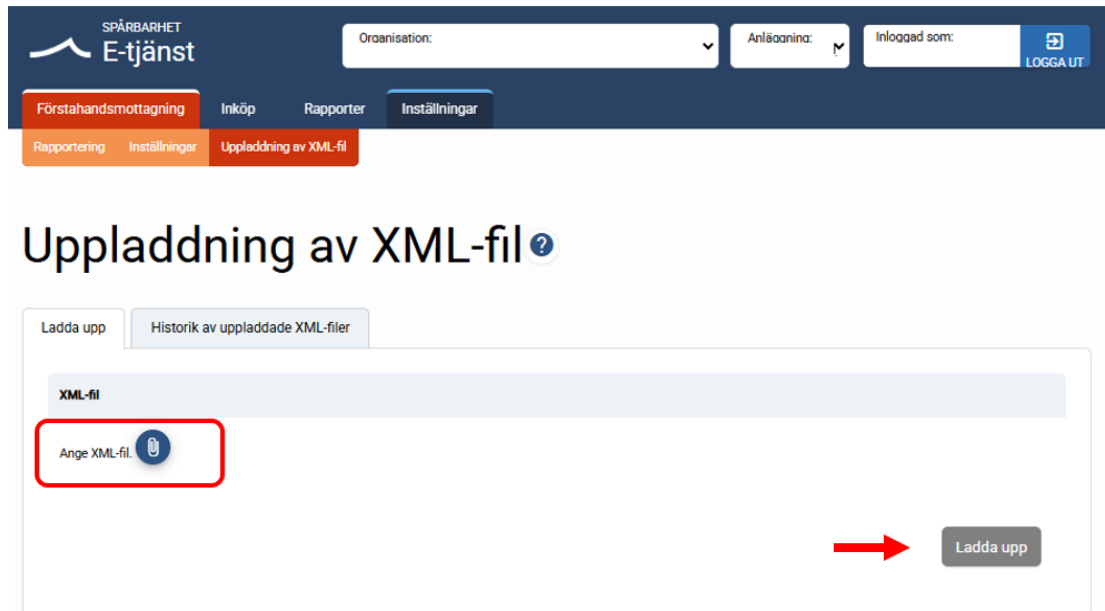 SPÅRBARHET
E-tjänst
Organisation:
Anläggning:
Inloggad som:
LOGGA UT
Förstahandsmottagning Inköp Rapporter Inställningar
Rapportering Inställningar Uppladdning av XML-fil
Uppladdning av XML-fil ?
Ladda upp Historik av uppladdade XML-filer
XML-fil
Ange XML-fil.
Ladda upp